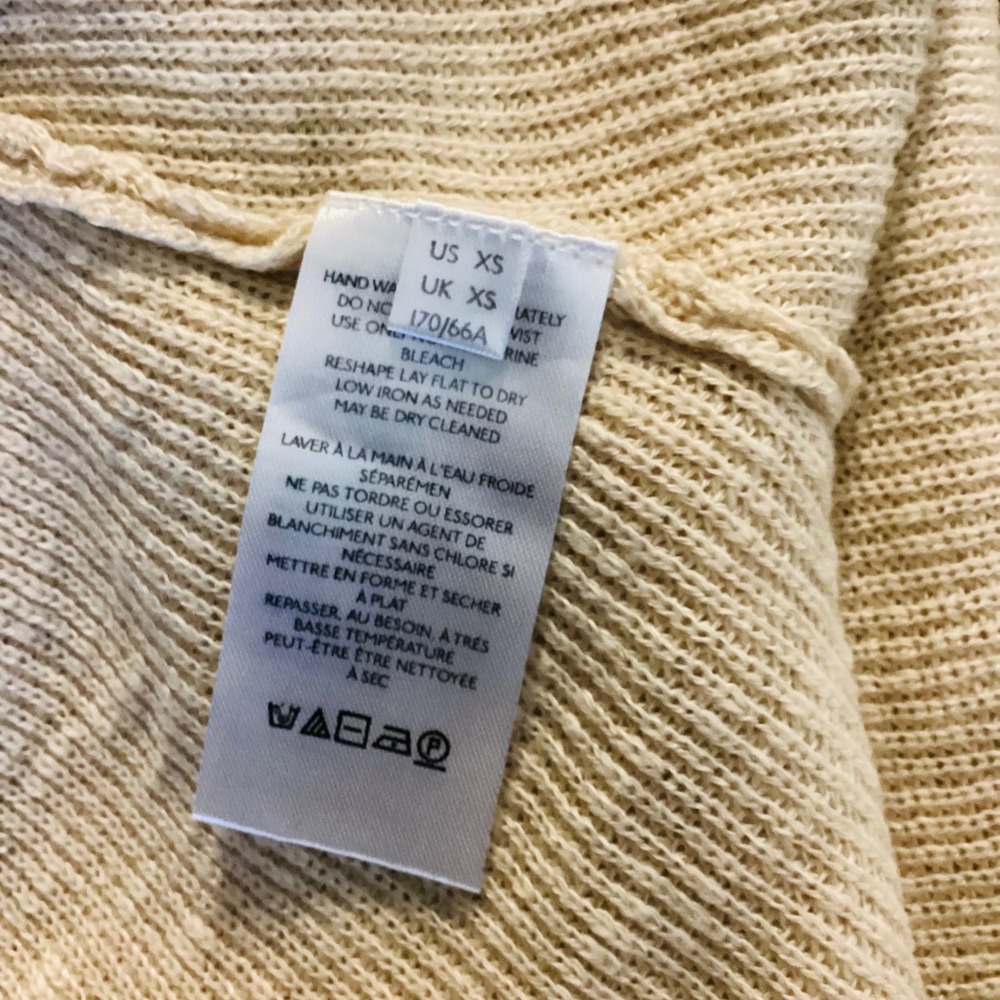 US XS
UK XS
170/66A
HAND WA
IATELY
DO NO
WIST
USE ON
RINE
BLEACH
RESHAPE LAY FLAT TO DRY
LOW IRON AS NEEDED
MAY BE DRY CLEANED
LAVER À LA MAIN À L'EAU FROIDE
SÉPARÉMEN
NE PAS TORDRE OU ESSORER
UTILISER UN AGENT DE
BLANCHIMENT SANS CHLORE SI
NÉCESSAIRE
METTRE EN FORME ET SECHER
À PLAT
REPASSER, AU BESOIN, À TRÈS
BASSE TEMPÉRATURE
PEUT-ÊTRE ÊTRE NETTOYÉE
À SEC
P